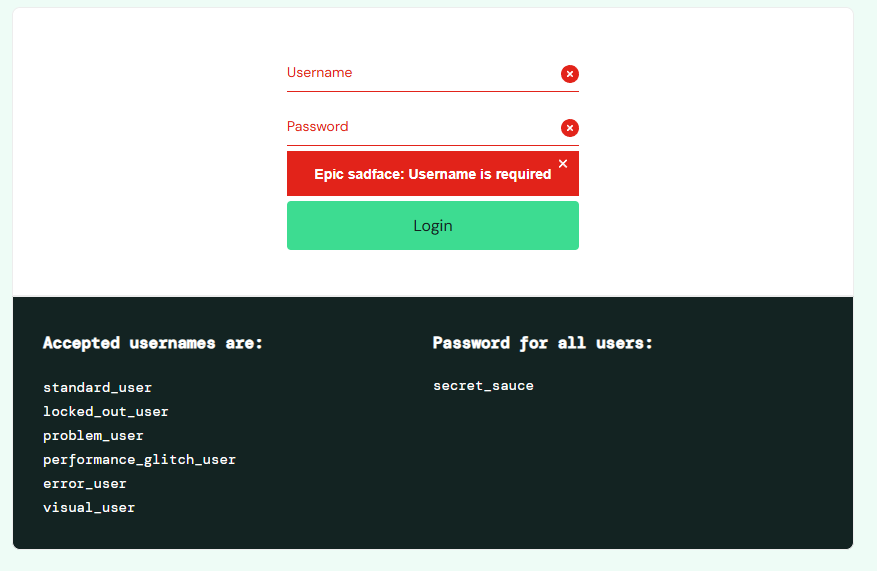 Username
Password
Epic sadface: Username is required
Login
Accepted usernames are:
standard_user
locked_out_user
problem_user
performance_glitch_user
error_user
visual_user
Password for all users:
secret_sauce